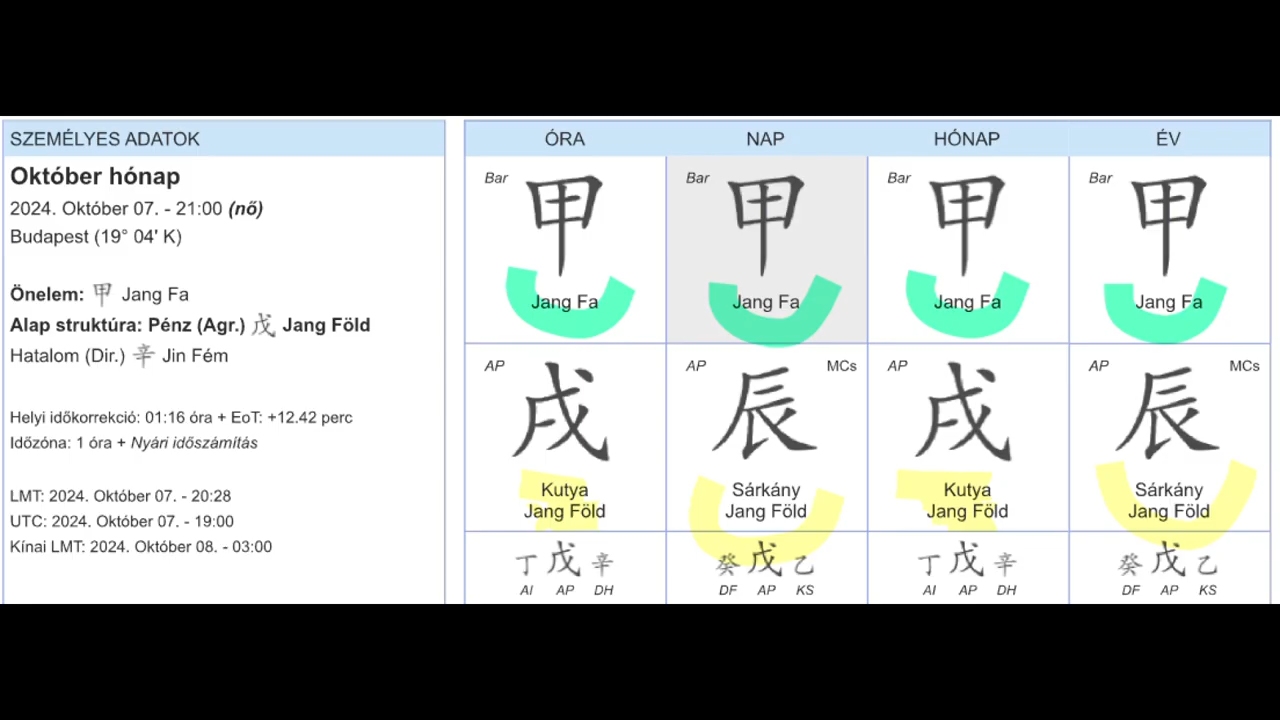 SZEMÉLYES ADATOK
Október hónap
2024. Október 07. - 21:00 (nő)
Budapest (19° 04' K)
Önelem: 甲 Jang Fa
Alap struktúra: Pénz (Agr.) 戊 Jang Föld
Hatalom (Dir.) 辛 Jin Fém
Helyi időkorrekció: 01:16 óra + EoT: +12.42 perc
Időzóna: 1 óra + Nyári időszámítás
LMT: 2024. Október 07. - 20:28
UTC: 2024. Október 07. - 19:00
Kínai LMT: 2024. Október 08. - 03:00
ÓRA NAP HÓNAP ÉV
Bar 甲 Bar 甲 Bar 甲 Bar 甲
Jang Fa Jang Fa Jang Fa Jang Fa
AP AP MCs AP AP MCs
戌 辰 戌 辰
Kutya Sárkány Kutya Sárkány
Jang Föld Jang Föld Jang Föld Jang Föld
丁 戊 辛 癸 戊 乙 丁 戊 辛 癸 戊 乙
AI AP DH DF AP KS AI AP DH DF AP KS